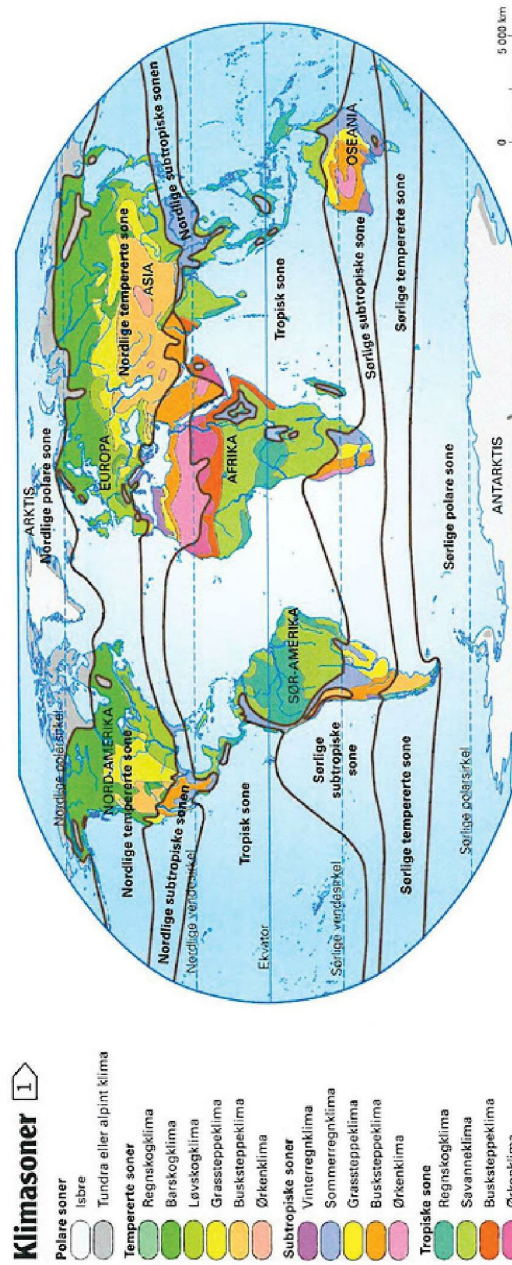 Klimasoner 1
Polare soner
Isbre
Tundra eller alpint klima
Tempererte soner
Regnskogklima
Barskogklima
Løvskogklima
Grassteppeklima
Busksteppeklima
Ørkenklima
Subtropiske soner
Vinterregnklima
Sommerregnklima
Grassteppeklima
Busksteppeklima
Ørkenklima
Tropiske sone
Regnskogklima
Savanneklima
Busksteppeklima
ARKTIS
Nordlige polare sone
Nordlige polarsirkel
NORD-AMERIKA
EUROPA
Nordlige tempererte sone
Nordlige tempererte sone
ASIA
Nordlige subtropiske sonen
Nordlige subtropiske sonen
Nordlige vendesirkel
AFRIKA
Tropisk sone
Tropisk sone
Ekvator
SØR-AMERIKA
OSEANIA
Sørlige subtropiske sone
Sørlige
subtropiske
sone
Sørlige vendesirkel
Sørlige tempererte sone
Sørlige tempererte sone
Sørlige polare sone
Sørlige polarsirkel
ANTARKTIS
0
5 000 km